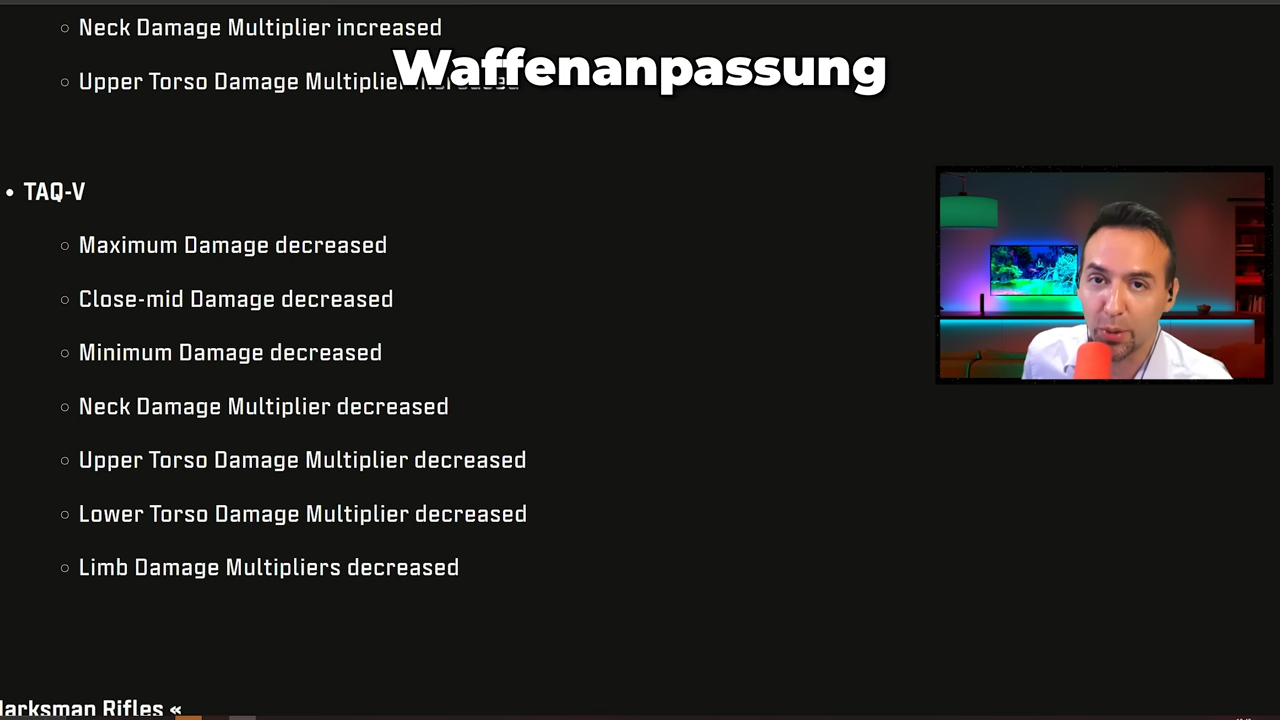 Neck Damage Multiplier increased
Waffenanpassung
Upper Torso Damage Multiplier
TAQ-V
Maximum Damage decreased
Close-mid Damage decreased
Minimum Damage decreased
Neck Damage Multiplier decreased
Upper Torso Damage Multiplier decreased
Lower Torso Damage Multiplier decreased
Limb Damage Multipliers decreased
Rifles «